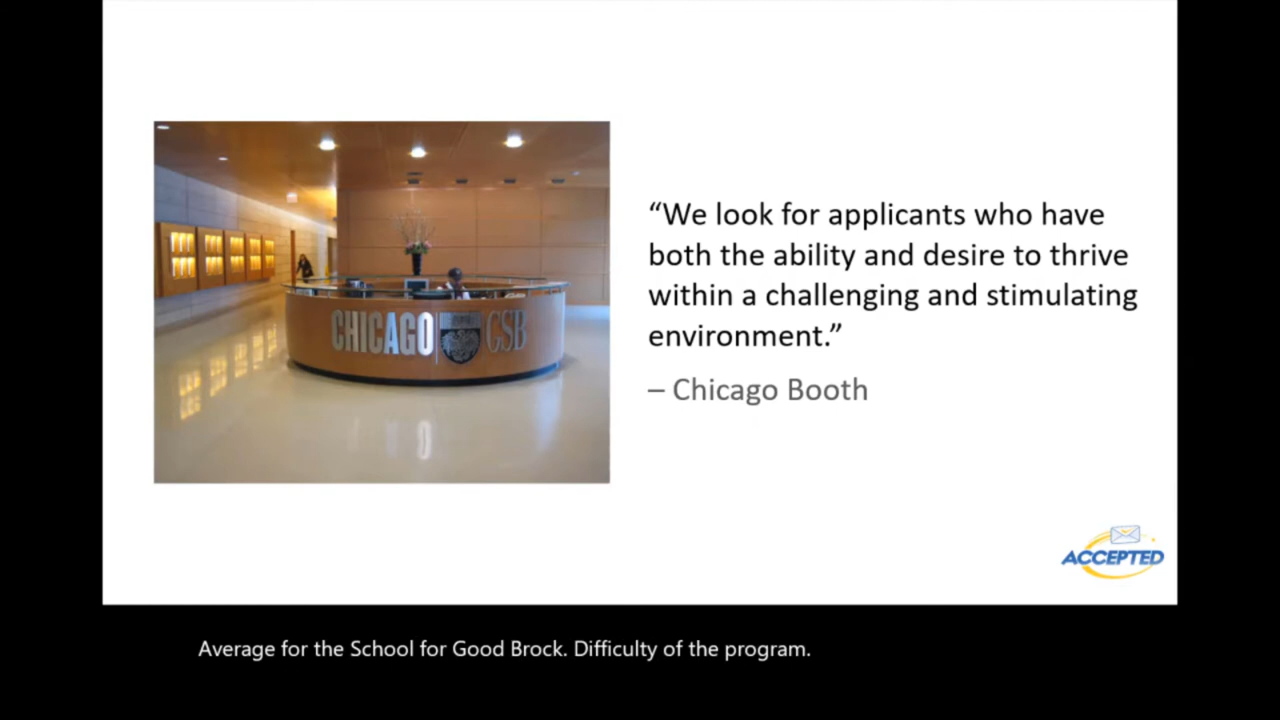 “We look for applicants who have
both the ability and desire to thrive
within a challenging and stimulating
environment.”
– Chicago Booth
CHICAGO GSB
ACCEPTED
Average for the School for Good Brock. Difficulty of the program.